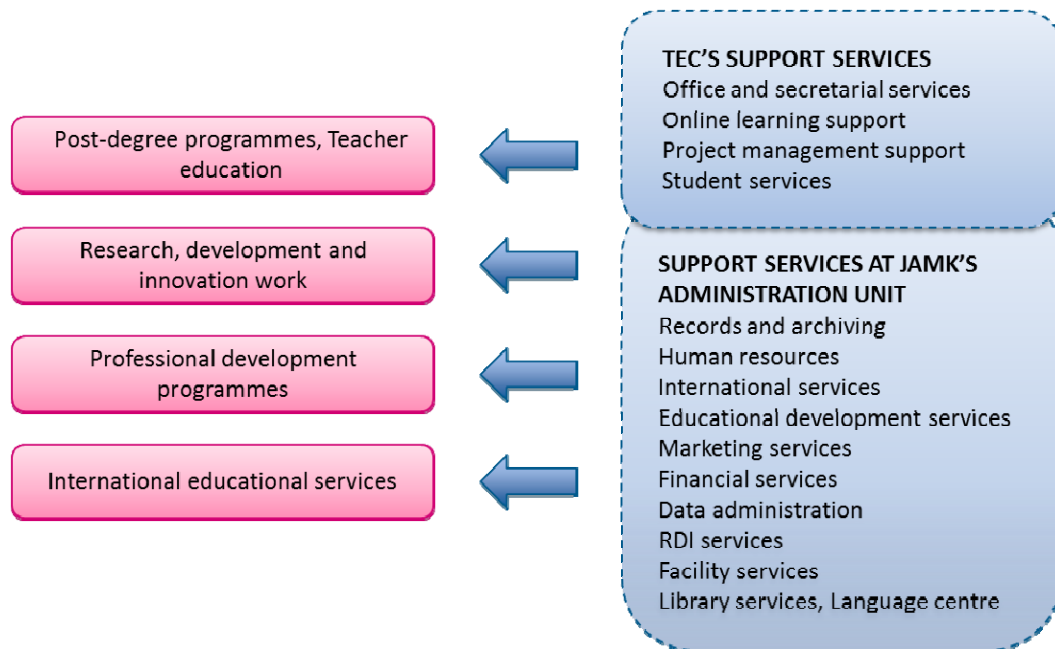 Post-degree programmes, Teacher
education
Research, development and
innovation work
Professional development
programmes
International educational services
TEC'S SUPPORT SERVICES
Office and secretarial services
Online learning support
Project management support
Student services
SUPPORT SERVICES AT JAMK'S
ADMINISTRATION UNIT
Records and archiving
Human resources
International services
Educational development services
Marketing services
Financial services
Data administration
RDI services
Facility services
Library services, Language centre